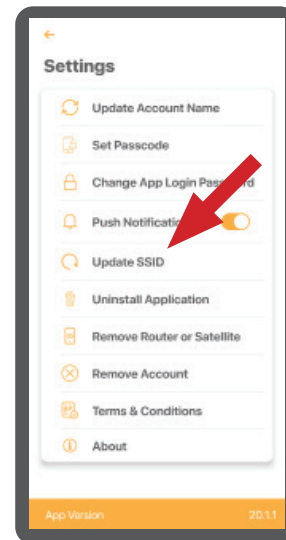 Settings
Update Account Name
Set Passcode
Change App Login Password
Push Notification
Update SSID
Uninstall Application
Remove Router or Satellite
Remove Account
Terms & Conditions
About
App Version 20.1.1